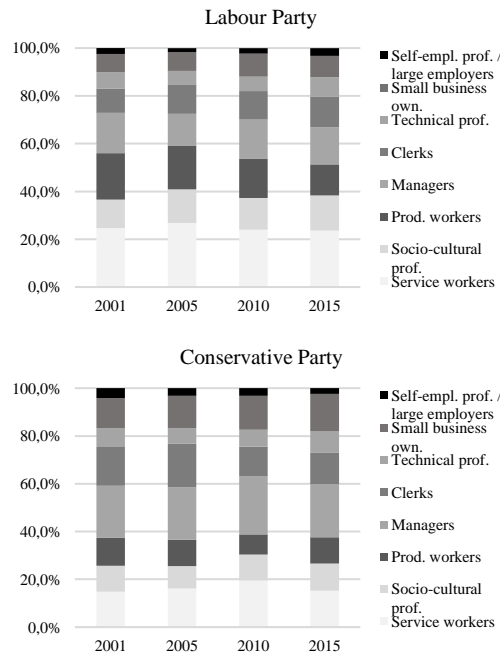 Labour Party
100,0%
80,0%
60,0%
40,0%
20,0%
0,0%
2001 2005 2010 2015
Self-empl. prof. /
large employers
Small business
own.
Technical prof.
Clerks
Managers
Prod. workers
Socio-cultural
prof.
Service workers
Conservative Party
100,0%
80,0%
60,0%
40,0%
20,0%
0,0%
2001 2005 2010 2015
Self-empl. prof. /
large employers
Small business
own.
Technical prof.
Clerks
Managers
Prod. workers
Socio-cultural
prof.
Service workers